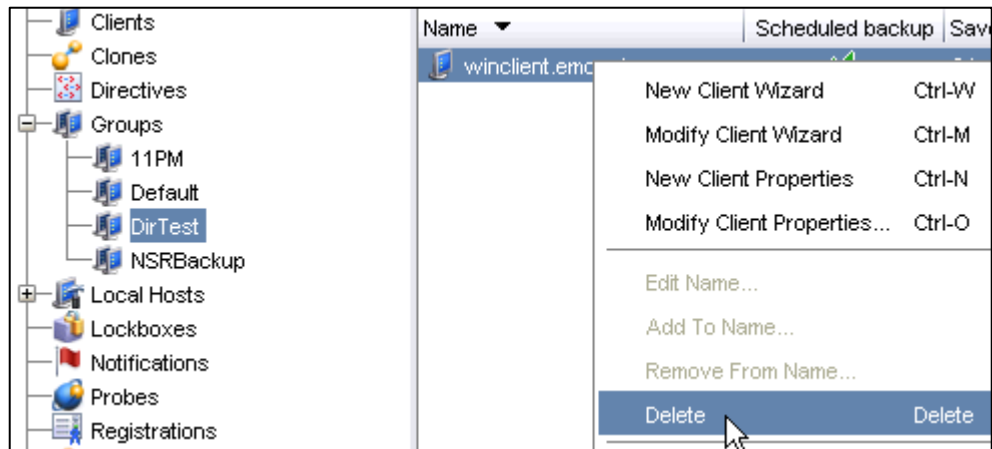 Clients
Clones
Directives
Groups
11PM
Default
DirTest
NSRBackup
Local Hosts
Lockboxes
Notifications
Probes
Registrations
Name Scheduled backup Save
New Client Wizard Ctrl-W
Modify Client Wizard Ctrl-M
New Client Properties Ctrl-N
Modify Client Properties... Ctrl-O
Edit Name...
Add To Name...
Remove From Name...
Delete Delete